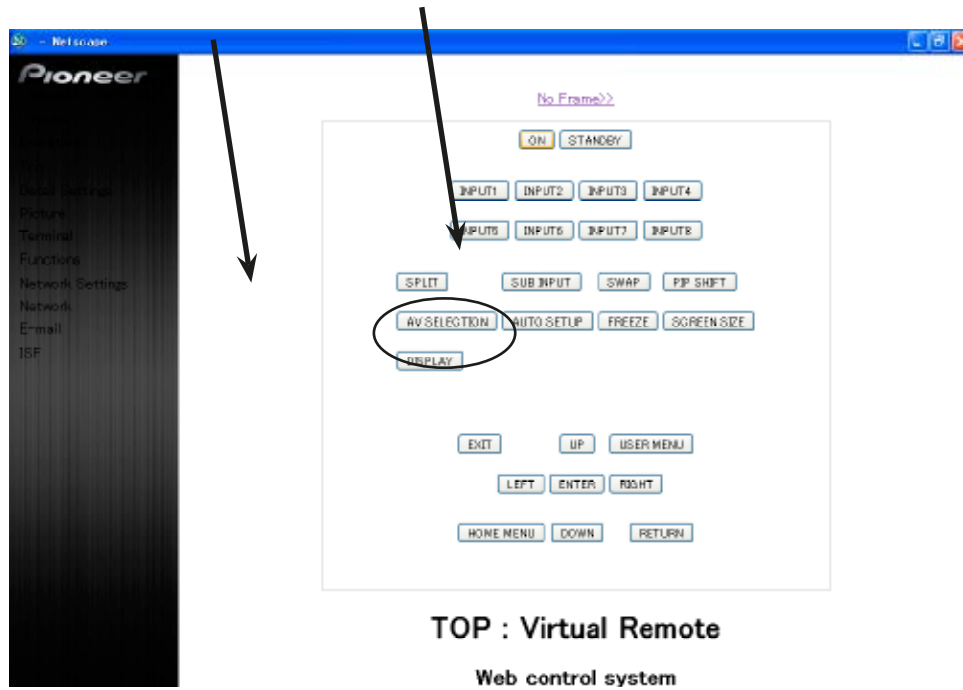 - Netscape
Pioneer
No Frame>>
ON STANDBY
INPUT1 INPUT2 INPUT3 INPUT4
INPUT5 INPUT6 INPUT7 INPUT8
SPLIT SUB INPUT SWAP PIP SHIFT
AV SELECTION AUTO SETUP FREEZE SCREEN SIZE
DISPLAY
EXIT UP USER MENU
LEFT ENTER RIGHT
HOME MENU DOWN RETURN
Detail Settings
Picture
Terminal
Functions
Network Settings
Network
E-mail
ISF
TOP : Virtual Remote
Web control system